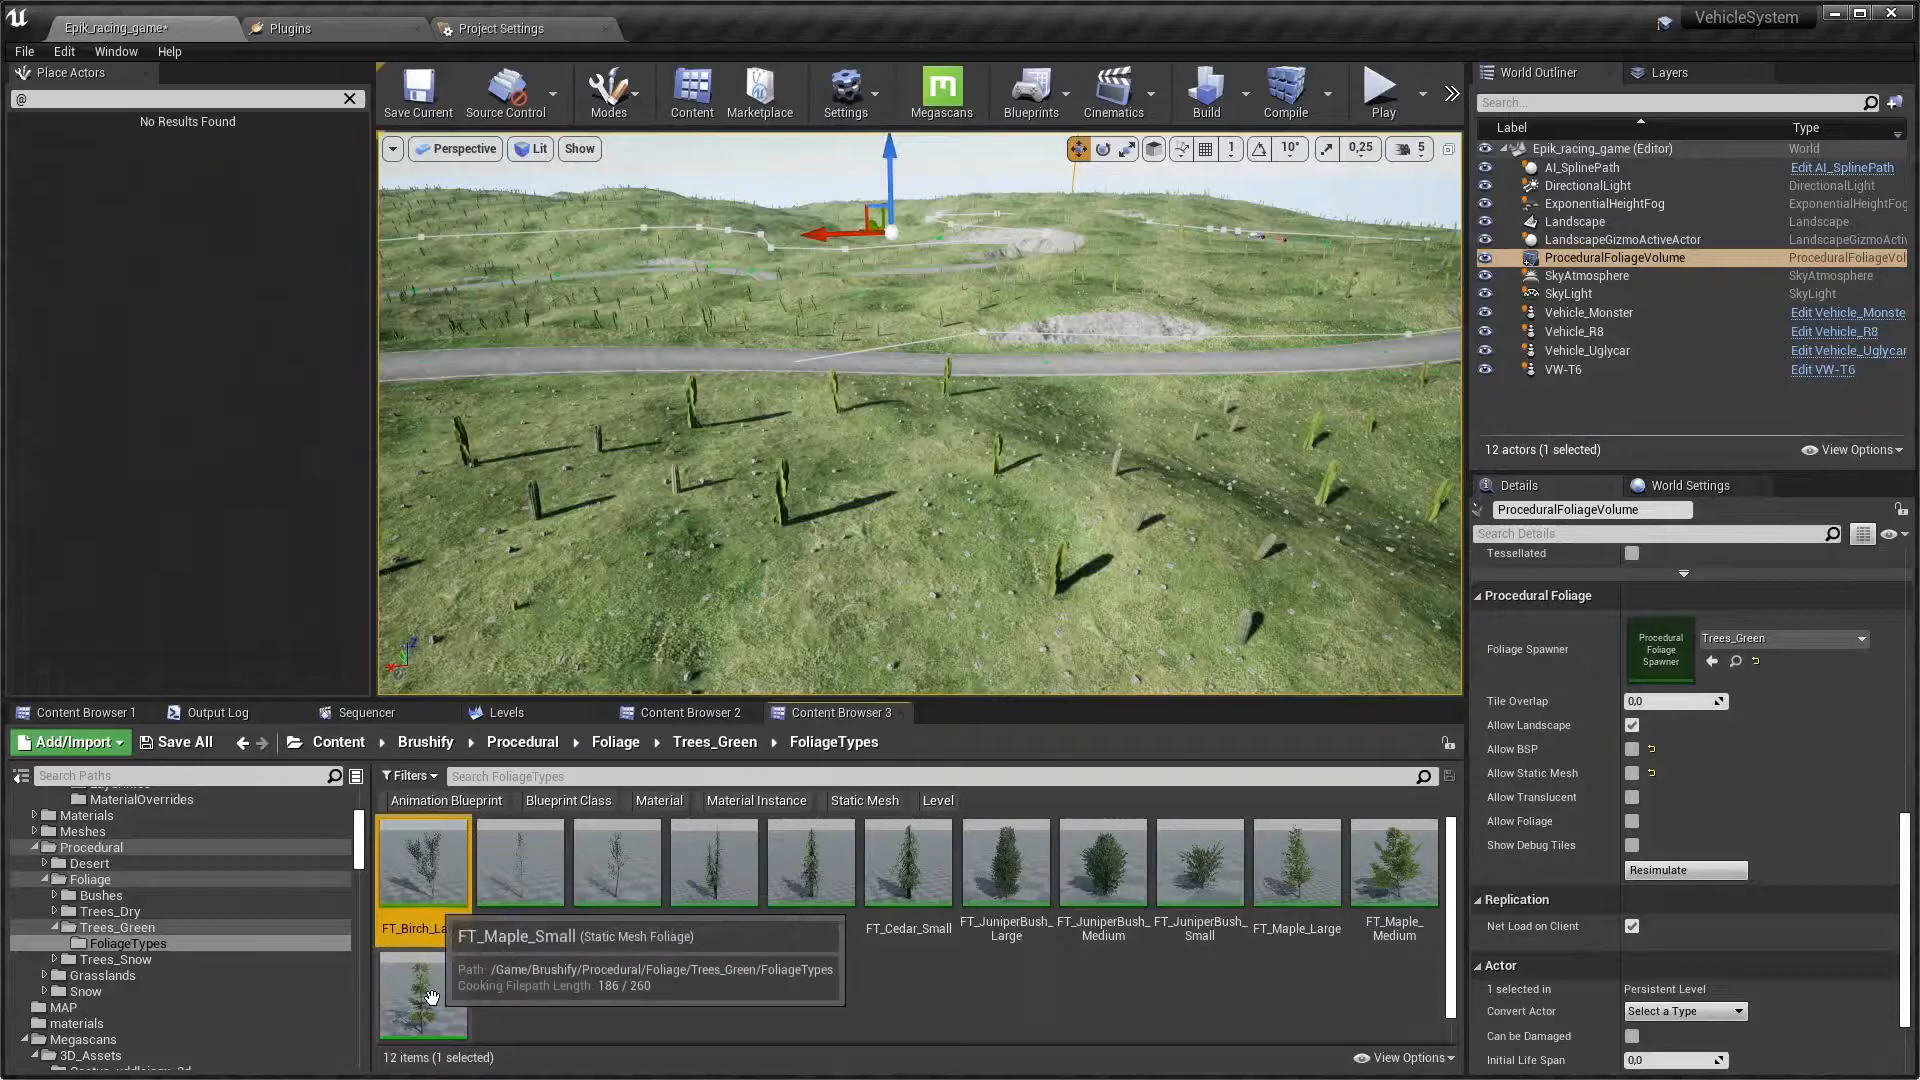 Epik_racing_game*
Plugins
Project Settings
VehicleSystem
File Edit Window Help
Place Actors
@
No Results Found
Save Current
Source Control
Modes
Content
Marketplace
Settings
Megascans
Blueprints
Cinematics
Build
Compile
Play
Perspective
Lit
Show
1
10°
0,25
5
World Outliner
Layers
Search...
Label Type
Epik_racing_game (Editor) World
AI_SplinePath Edit AI_SplinePath
DirectionalLight DirectionalLight
ExponentialHeightFog ExponentialHeightFog
Landscape Landscape
LandscapeGizmoActiveActor LandscapeGizmoActiv
ProceduralFoliageVolume ProceduralFoliageVol
SkyAtmosphere SkyAtmosphere
SkyLight SkyLight
Vehicle_Monster Edit Vehicle_Monste
Vehicle_R8 Edit Vehicle_R8
Vehicle_Uglycar Edit Vehicle_Uglycar
VW-T6 Edit VW-T6
12 actors (1 selected)
View Options
Details
World Settings
ProceduralFoliageVolume
Search Details
Tessellated
Procedural Foliage
Foliage Spawner
Procedural
Foliage
Spawner
Trees_Green
Tile Overlap 0,0
Allow Landscape
Allow BSP
Allow Static Mesh
Allow Translucent
Allow Foliage
Show Debug Tiles
Resimulate
Replication
Net Load on Client
Actor
1 selected in Persistent Level
Convert Actor Select a Type
Can be Damaged
Initial Life Span 0,0
Content Browser 1
Output Log
Sequencer
Levels
Content Browser 2
Content Browser 3
Add/Import
Save All
Content
Brushify
Procedural
Foliage
Trees_Green
FoliageTypes
Search Paths
MaterialOverrides
Materials
Meshes
Procedural
Desert
Foliage
Bushes
Trees_Dry
Trees_Green
FoliageTypes
Trees_Snow
Grasslands
Snow
MAP
materials
Megascans
3D_Assets
Filters
Search FoliageTypes
Animation Blueprint
Blueprint Class
Material
Material Instance
Static Mesh
Level
FT_Birch_La
FT_Cedar_Small
FT_JuniperBush_
Large
FT_JuniperBush_
Medium
FT_JuniperBush_
Small
FT_Maple_Large
FT_Maple_
Medium
FT_Maple_Small (Static Mesh Foliage)
Path: /Game/Brushify/Procedural/Foliage/Trees_Green/FoliageTypes
Cooking Filepath Length: 186 / 260
12 items (1 selected)
View Options